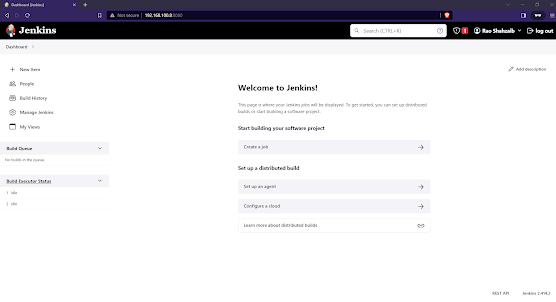 Dashboard [Jenkins]
Not secure | 192.168.100.8:8080
Jenkins
Search (CTRL+K)
1
Rao Shahzaib
log out
Dashboard
New Item
People
Build History
Manage Jenkins
My Views
Build Queue
No builds in the queue.
Build Executor Status
1 Idle
2 Idle
Add description
Welcome to Jenkins!
This page is where your Jenkins jobs will be displayed. To get started, you can set up distributed
builds or start building a software project.
Start building your software project
Create a job
Set up a distributed build
Set up an agent
Configure a cloud
Learn more about distributed builds
REST API
Jenkins 2.414.3